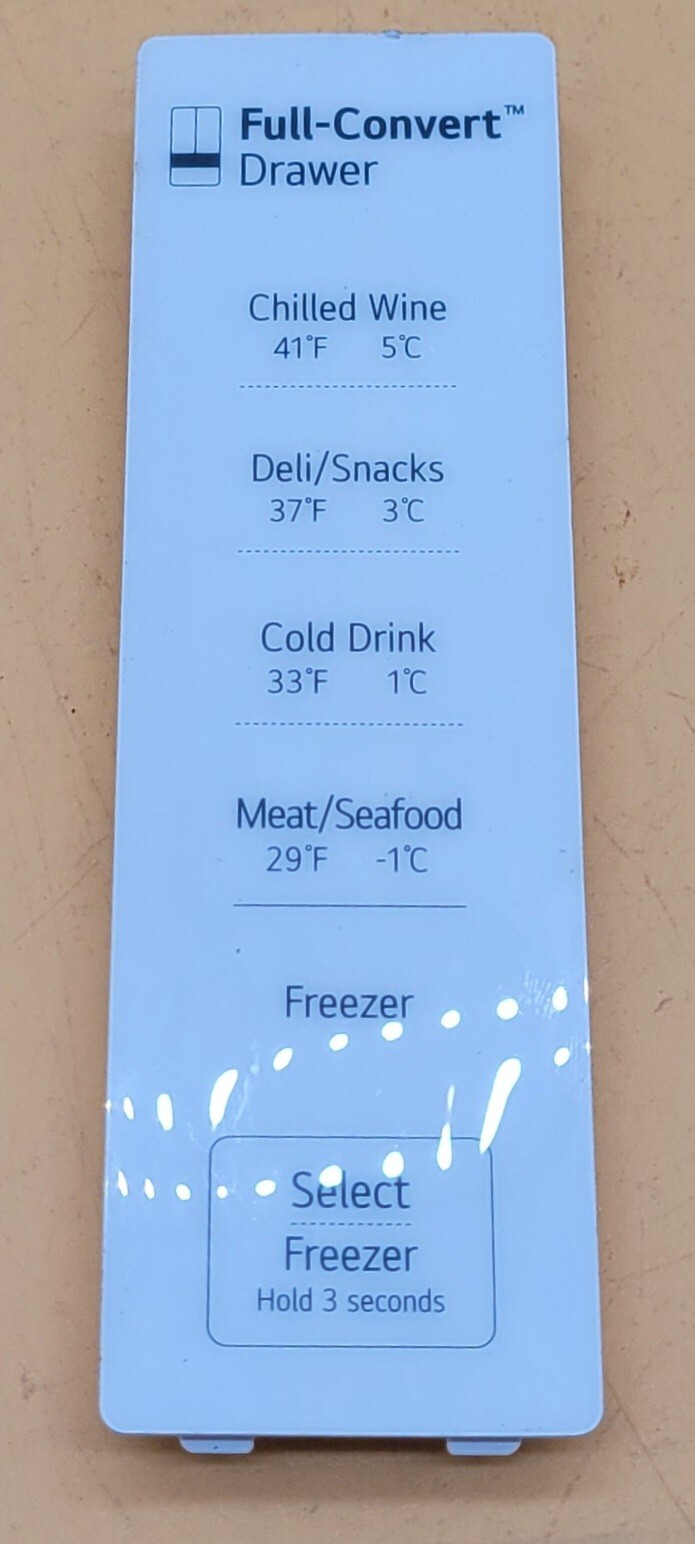 Full-Convert™
Drawer
Chilled Wine
41°F 5°C
Deli/Snacks
37°F 3°C
Cold Drink
33°F 1°C
Meat/Seafood
29°F -1°C
Freezer
Select
Freezer
Hold 3 seconds